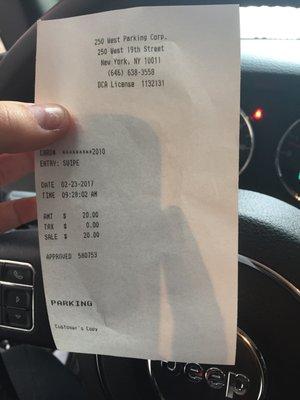 250 West Parking Corp.
250 West 19th Street
New York, NY 10011
(646) 638-3558
DCA License 1132131
CARD# *********2010
ENTRY: SWIPE
DATE 02-23-2017
TIME 09:28:02 AM
AMT $ 20.00
TAX $ 0.00
SALE $ 20.00
APPROVED 580753
PARKING
Customer's Copy
Jeep